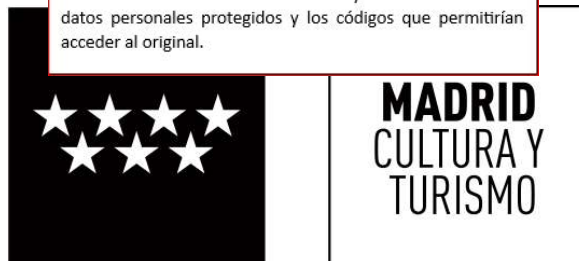 datos personales protegidos y los códigos que permitirían
acceder al original.
MADRID
CULTURA Y
TURISMO